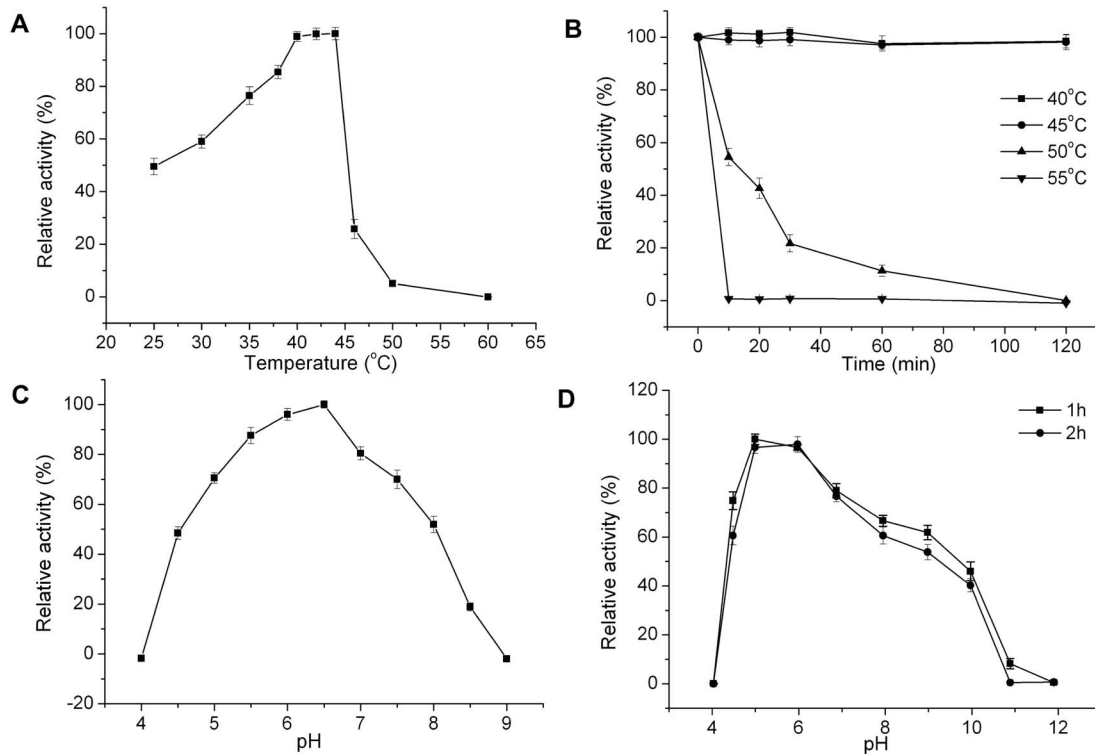 A
Relative activity (%)
100
80
60
40
20
0
20 25 30 35 40 45 50 55 60 65
Temperature (°C)
B
Relative activity (%)
100
80
60
40
20
0
0 20 40 60 80 100 120
Time (min)
40°C
45°C
50°C
55°C
C
Relative activity (%)
100
80
60
40
20
0
-20
4 5 6 7 8 9
pH
D
Relative activity (%)
120
100
80
60
40
20
0
4 6 8 10 12
pH
1h
2h